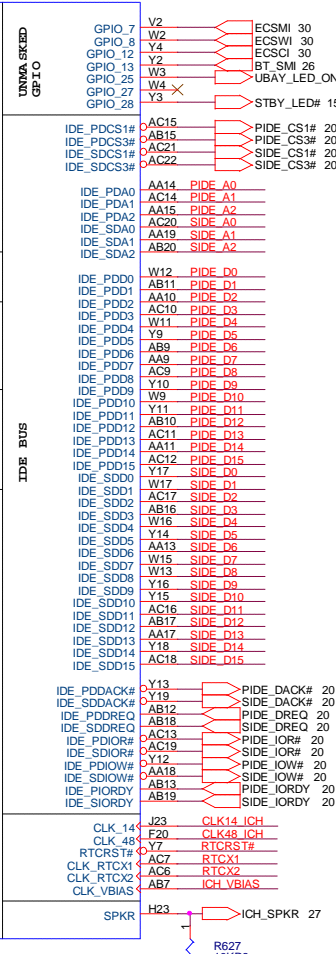 UNMASKED
GPIO
GPIO_7 V2 ECSMI 30
GPIO_8 W2 ECSWI 30
GPIO_12 Y4 ECSCI 30
GPIO_13 Y2 BT_SMI 26
GPIO_25 W3 UBAY_LED_ON
GPIO_27 W4
GPIO_28 Y3 STBY_LED# 15
IDE BUS
IDE_PDCS1# AC15 PIDE_CS1# 20
IDE_PDCS3# AB15 PIDE_CS3# 20
IDE_SDCS1# AC21 SIDE_CS1# 20
IDE_SDCS3# AC22 SIDE_CS3# 20
IDE_PDA0 AA14 PIDE_A0
IDE_PDA1 AC14 PIDE_A1
IDE_PDA2 AA15 PIDE_A2
IDE_SDA0 AC20 SIDE_A0
IDE_SDA1 AA19 SIDE_A1
IDE_SDA2 AB20 SIDE_A2
IDE_PDD0 W12 PIDE_D0
IDE_PDD1 AB11 PIDE_D1
IDE_PDD2 AA10 PIDE_D2
IDE_PDD3 AC10 PIDE_D3
IDE_PDD4 W11 PIDE_D4
IDE_PDD5 Y9 PIDE_D5
IDE_PDD6 AB9 PIDE_D6
IDE_PDD7 AA9 PIDE_D7
IDE_PDD8 AC9 PIDE_D8
IDE_PDD9 Y10 PIDE_D9
IDE_PDD10 W9 PIDE_D10
IDE_PDD11 Y11 PIDE_D11
IDE_PDD12 AB10 PIDE_D12
IDE_PDD13 AC11 PIDE_D13
IDE_PDD14 AA11 PIDE_D14
IDE_PDD15 AC12 PIDE_D15
IDE_SDD0 Y17 SIDE_D0
IDE_SDD1 W17 SIDE_D1
IDE_SDD2 AC17 SIDE_D2
IDE_SDD3 AB16 SIDE_D3
IDE_SDD4 W16 SIDE_D4
IDE_SDD5 Y14 SIDE_D5
IDE_SDD6 AA13 SIDE_D6
IDE_SDD7 W15 SIDE_D7
IDE_SDD8 W13 SIDE_D8
IDE_SDD9 Y16 SIDE_D9
IDE_SDD10 Y15 SIDE_D10
IDE_SDD11 AC16 SIDE_D11
IDE_SDD12 AB17 SIDE_D12
IDE_SDD13 AA17 SIDE_D13
IDE_SDD14 Y18 SIDE_D14
IDE_SDD15 AC18 SIDE_D15
IDE_PDDACK# Y13 PIDE_DACK# 20
IDE_SDDACK# Y19 SIDE_DACK# 20
IDE_PDDREQ AB12 PIDE_DREQ 20
IDE_SDDREQ AB18 SIDE_DREQ 20
IDE_PDIOR# AC13 PIDE_IOR# 20
IDE_SDIOR# AC19 SIDE_IOR# 20
IDE_PDIOW# Y12 PIDE_IOW# 20
IDE_SDIOW# AA18 SIDE_IOW# 20
IDE_PIORDY AB13 PIDE_IORDY 20
IDE_SIORDY AB19 SIDE_IORDY 20
CLK_14 J23 CLK14_ICH
CLK_48 F20 CLK48_ICH
RTCRST# Y7 RTCRST#
CLK_RTCX1 AC7 RTCX1
CLK_RTCX2 AC6 RTCX2
CLK_VBIAS AB7 ICH_VBIAS
SPKR H23 ICH_SPKR 27
1
R627